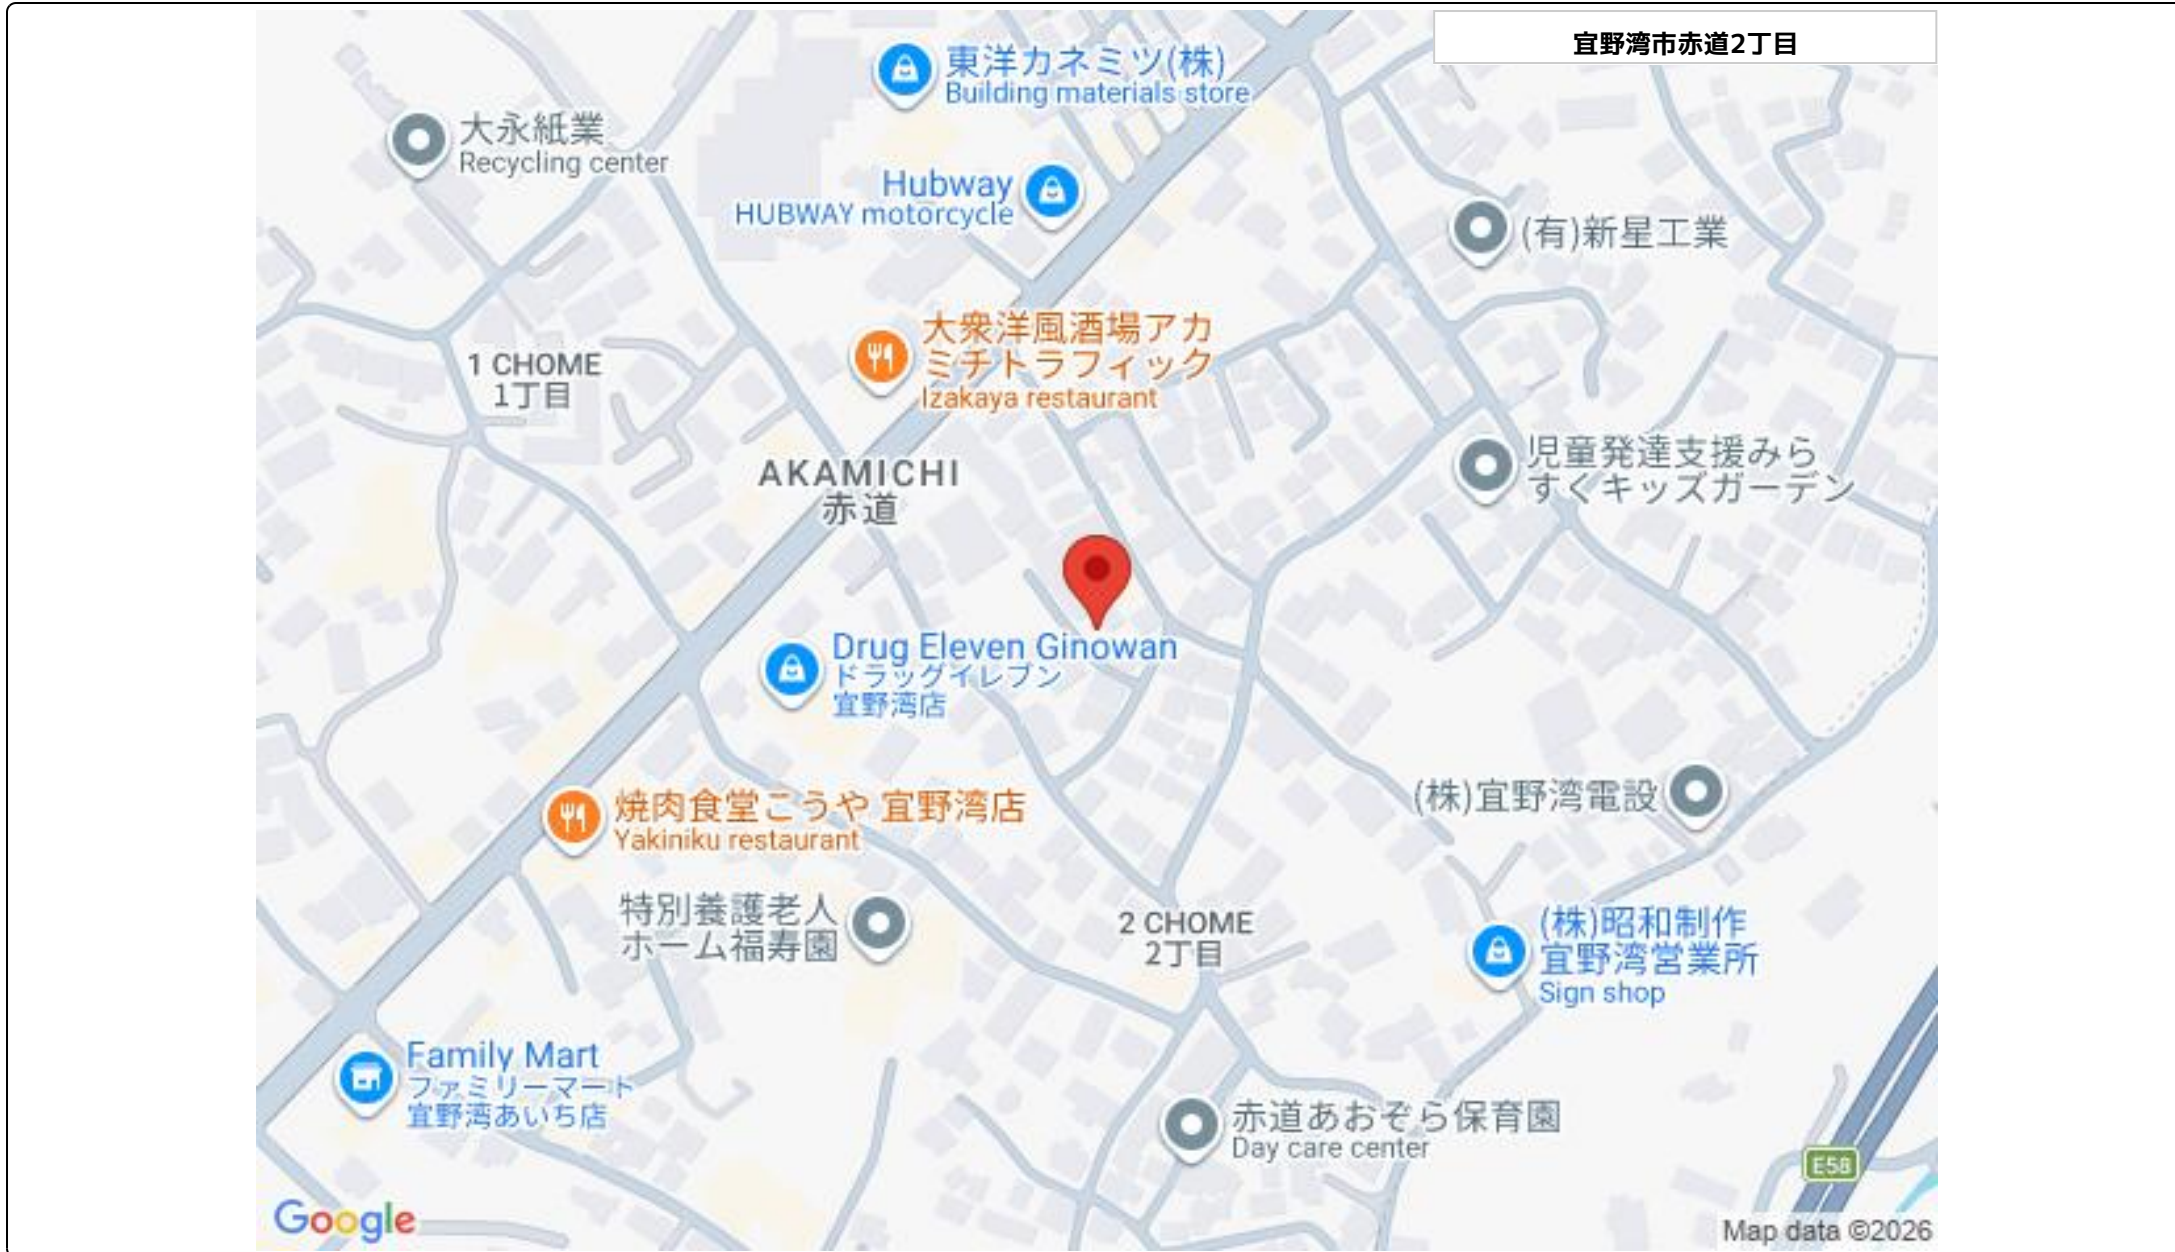 宜野湾市赤道2丁目
東洋カネミツ(株)
Building materials store
大永紙業
Recycling center
Hubway
HUBWAY motorcycle
(有)新星工業
大衆洋風酒場アカ
ミチトラフィック
Izakaya restaurant
1 CHOME
1丁目
AKAMICHI
赤道
児童発達支援みら
すくキッズガーデン
Drug Eleven Ginowan
ドラッグイレブン
宜野湾店
焼肉食堂こうや 宜野湾店
Yakiniku restaurant
(株)宜野湾電設
特別養護老人
ホーム福寿園
2 CHOME
2丁目
(株)昭和制作
宜野湾営業所
Sign shop
Family Mart
ファミリーマート
宜野湾あいち店
赤道あおぞら保育園
Day care center
E58
Google
Map data ©2026